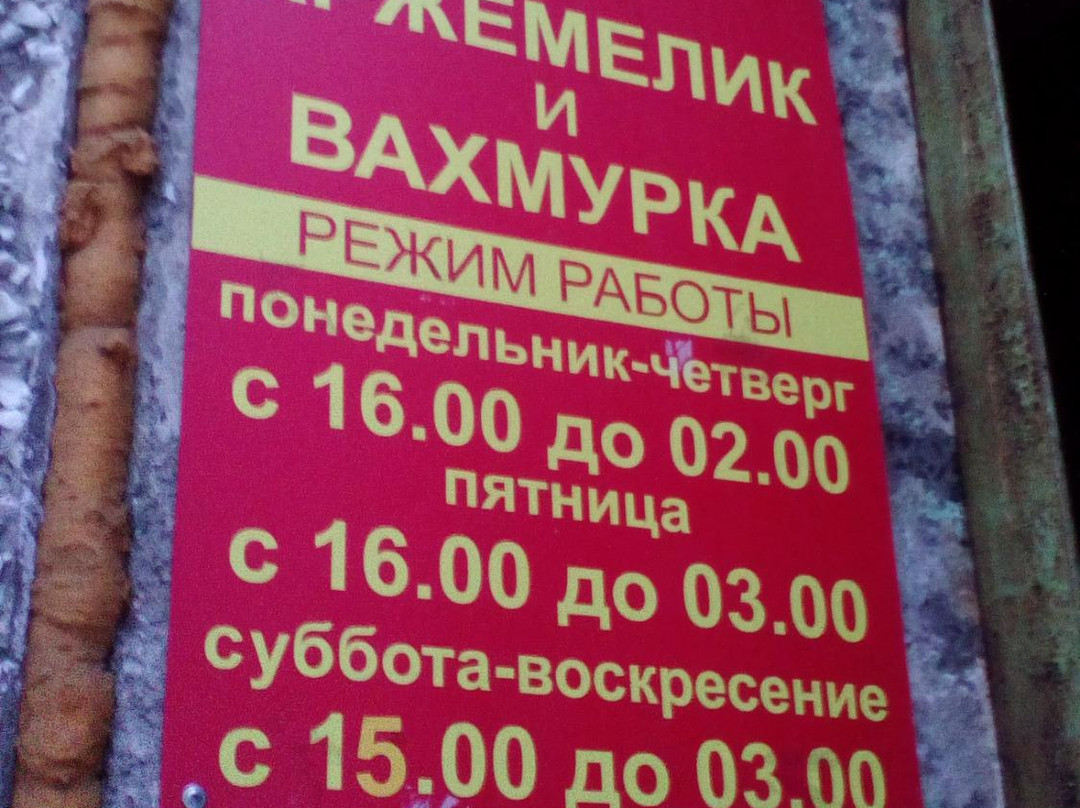 ЖЕМЕЛИК
И
ВАХМУРКА
РЕЖИМ РАБОТЫ
понедельник-четверг
с 16.00 до 02.00
пятница
с 16.00 до 03.00
суббота-воскресение
с 15.00 до 03.00